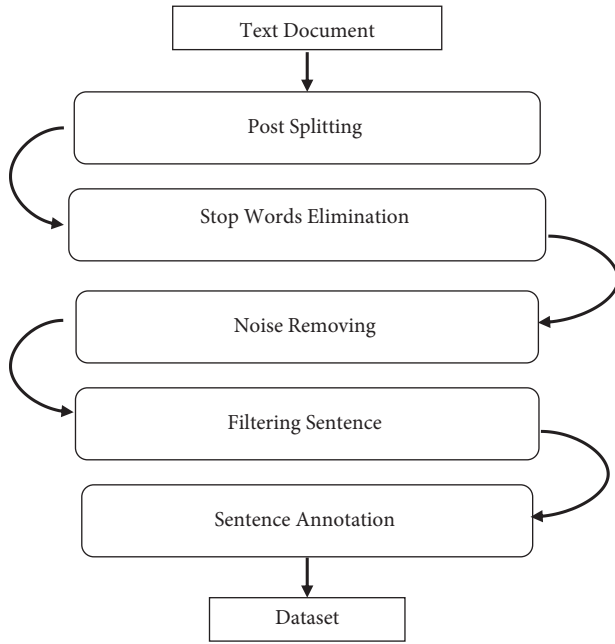 Text Document
Post Splitting
Stop Words Elimination
Noise Removing
Filtering Sentence
Sentence Annotation
Dataset